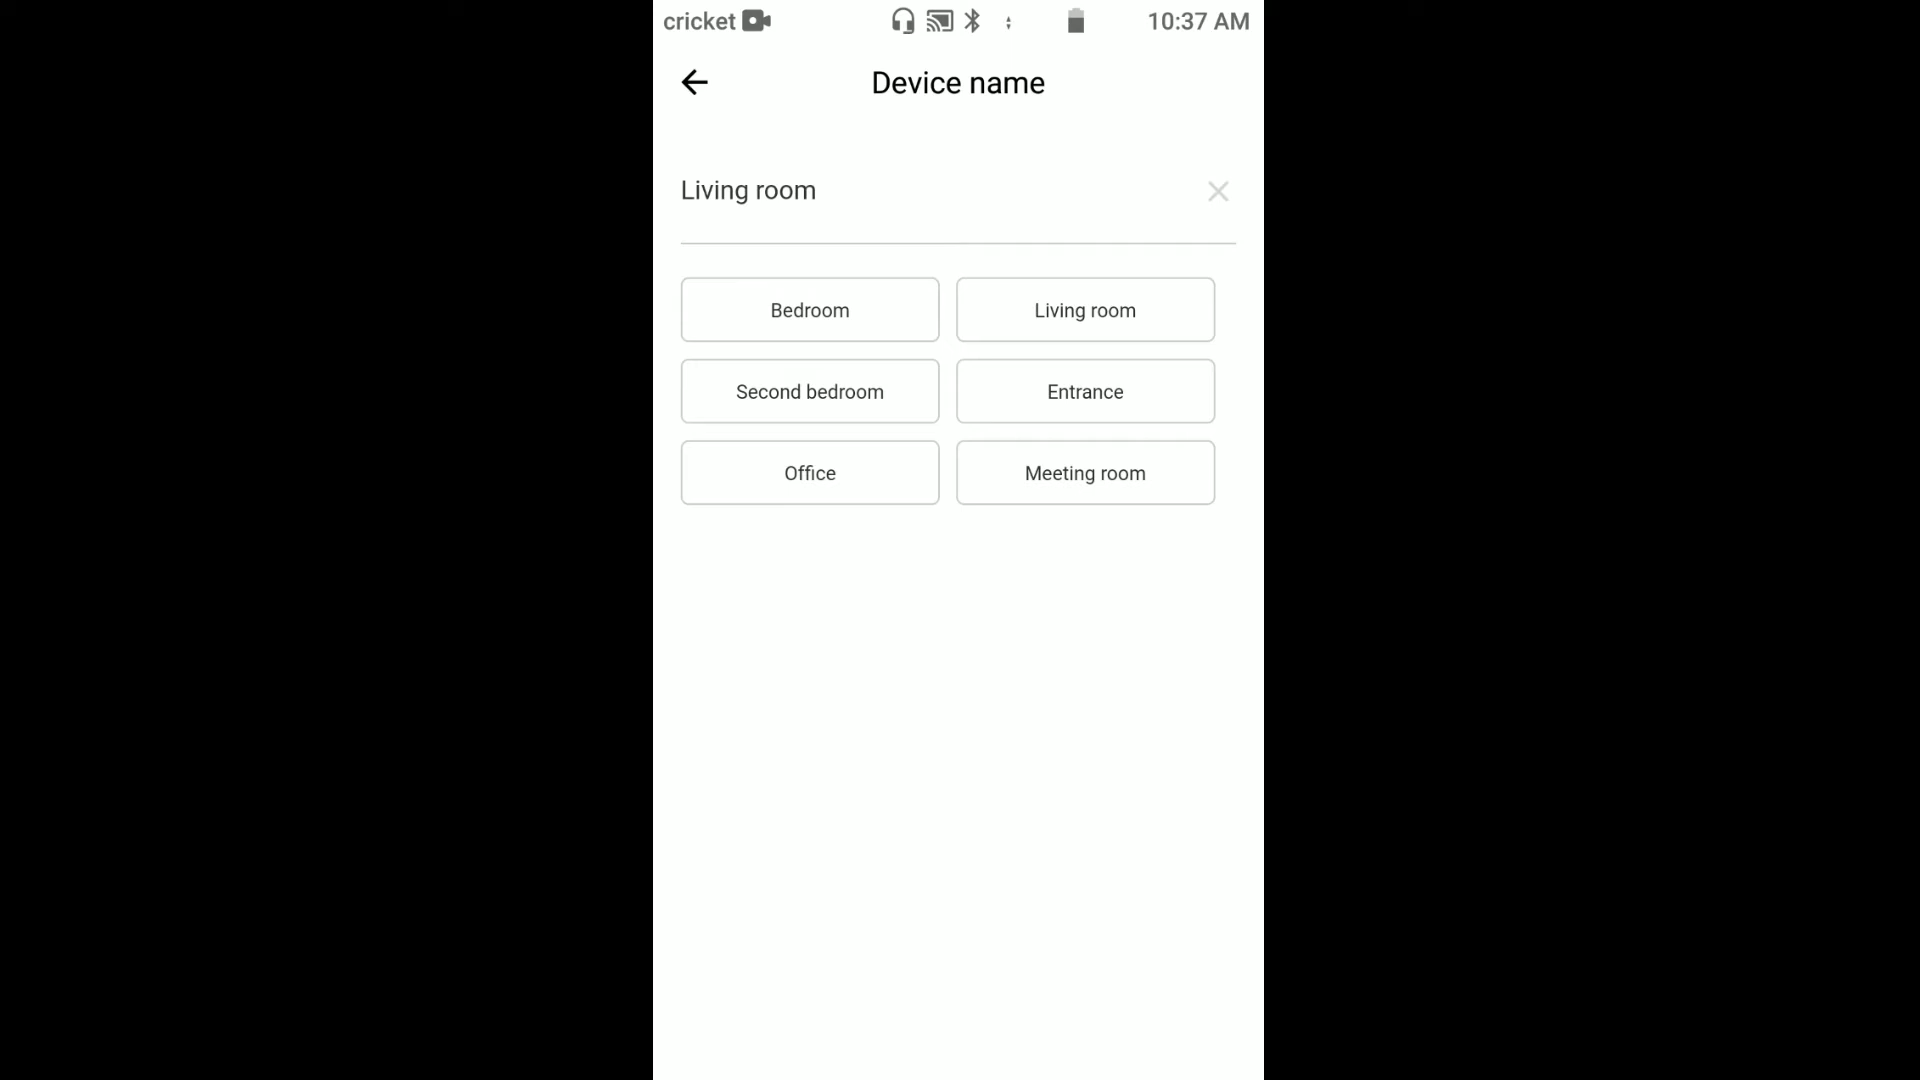 cricket 10:37 AM
Device name
Living room
Bedroom Living room
Second bedroom Entrance
Office Meeting room